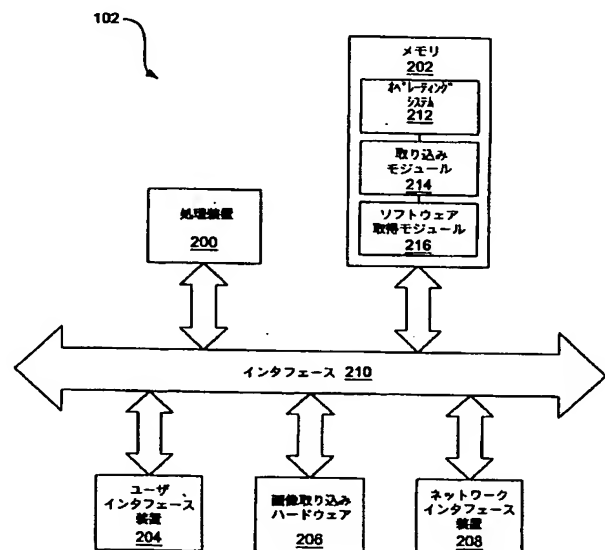 102
メモリ
202
オペレーティング
システム
212
取り込み
モジュール
214
ソフトウェア
取得モジュール
216
処理装置
200
インタフェース 210
ユーザ
インタフェース
装置
204
画像取り込み
ハードウェア
206
ネットワーク
インタフェース
装置
208